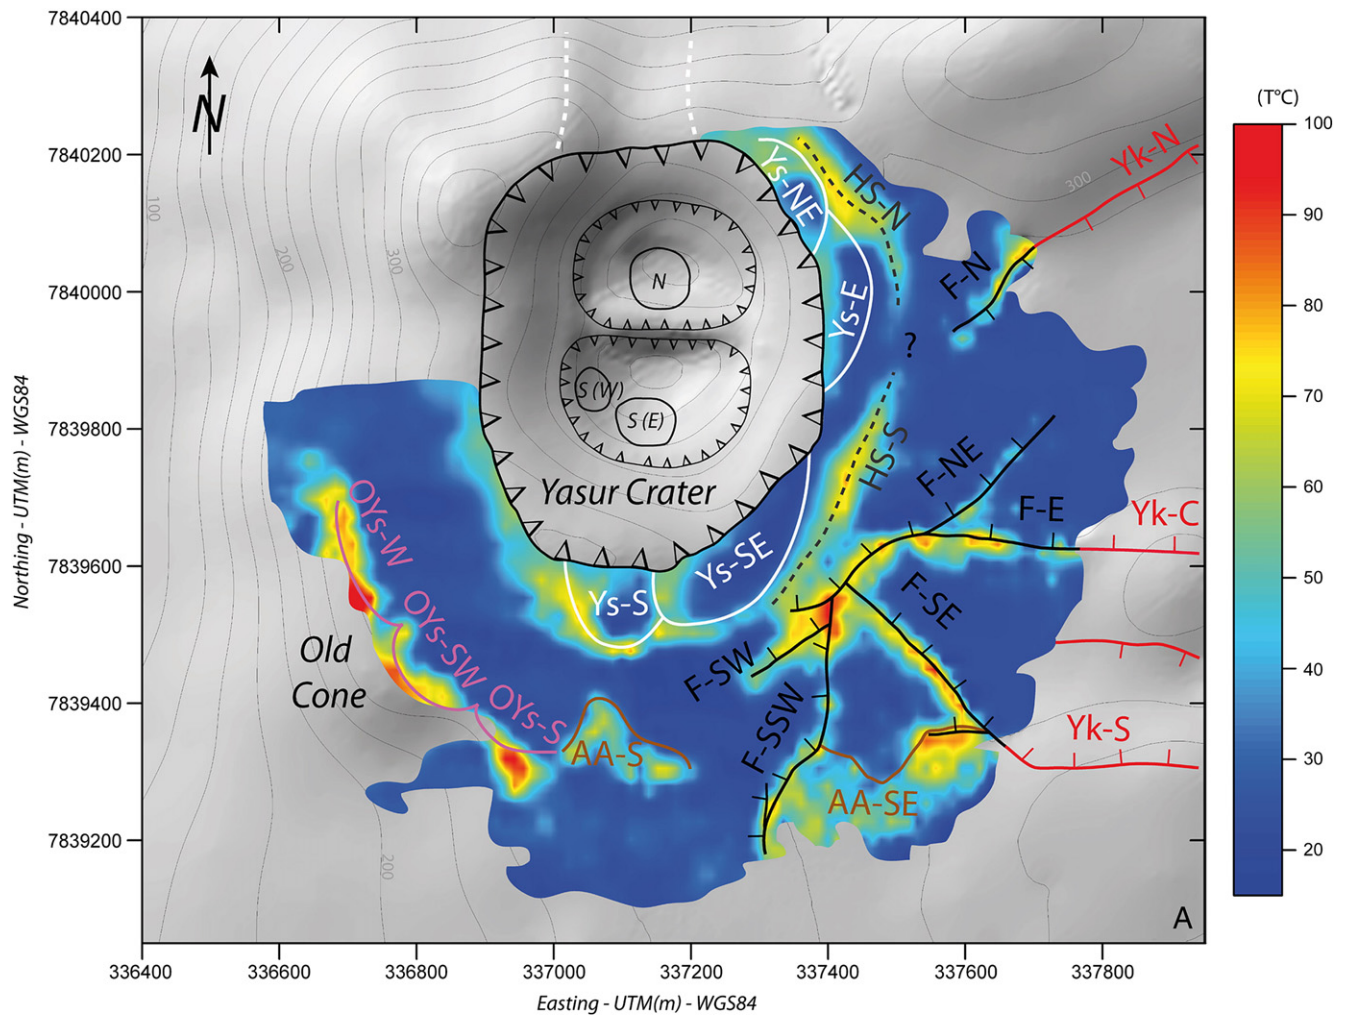 7840400
7840200
7840000
7839800
7839600
7839400
7839200
Northing - UTM(m) - WGS84
336400
336600
336800
337000
337200
337400
337600
337800
Easting - UTM(m) - WGS84
N
100
200
300
300
200
Ys-NE
HS-N
Yk-N
F-N
N
Ys-E
?
S (W)
S (E)
Yasur Crater
HS-S
F-NE
F-E
Yk-C
OYs-W
Ys-SE
Ys-S
F-SE
OYs-SW
Old
Cone
F-SW
OYs-S
F-SSW
Yk-S
AA-S
AA-SE
A
(T°C)
100
90
80
70
60
50
40
30
20